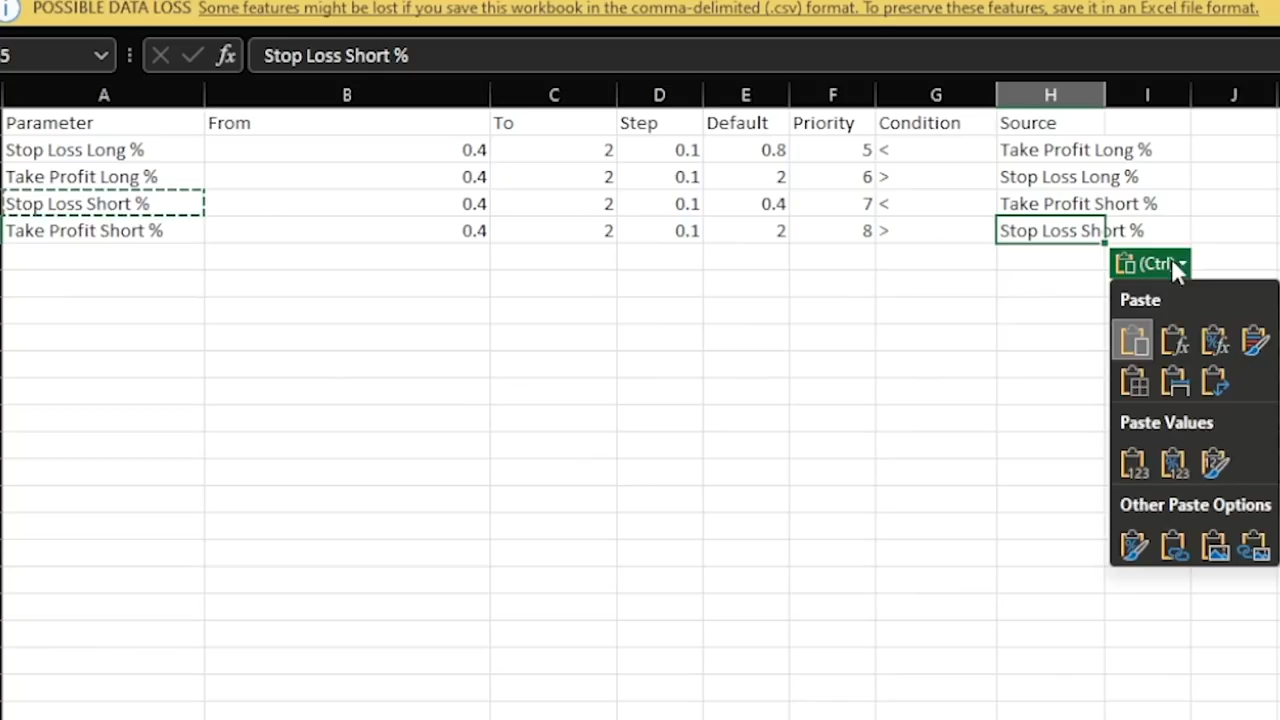 POSSIBLE DATA LOSS Some features might be lost if you save this workbook in the comma-delimited (.csv) format. To preserve these features, save it in an Excel file format.
5 fx Stop Loss Short %
A B C D E F G H I J
Parameter From To Step Default Priority Condition Source
Stop Loss Long % 0.4 2 0.1 0.8 5 < Take Profit Long %
Take Profit Long % 0.4 2 0.1 2 6 > Stop Loss Long %
Stop Loss Short % 0.4 2 0.1 0.4 7 < Take Profit Short %
Take Profit Short % 0.4 2 0.1 2 8 > Stop Loss Short %
(Ctrl)
Paste
Paste Values
Other Paste Options